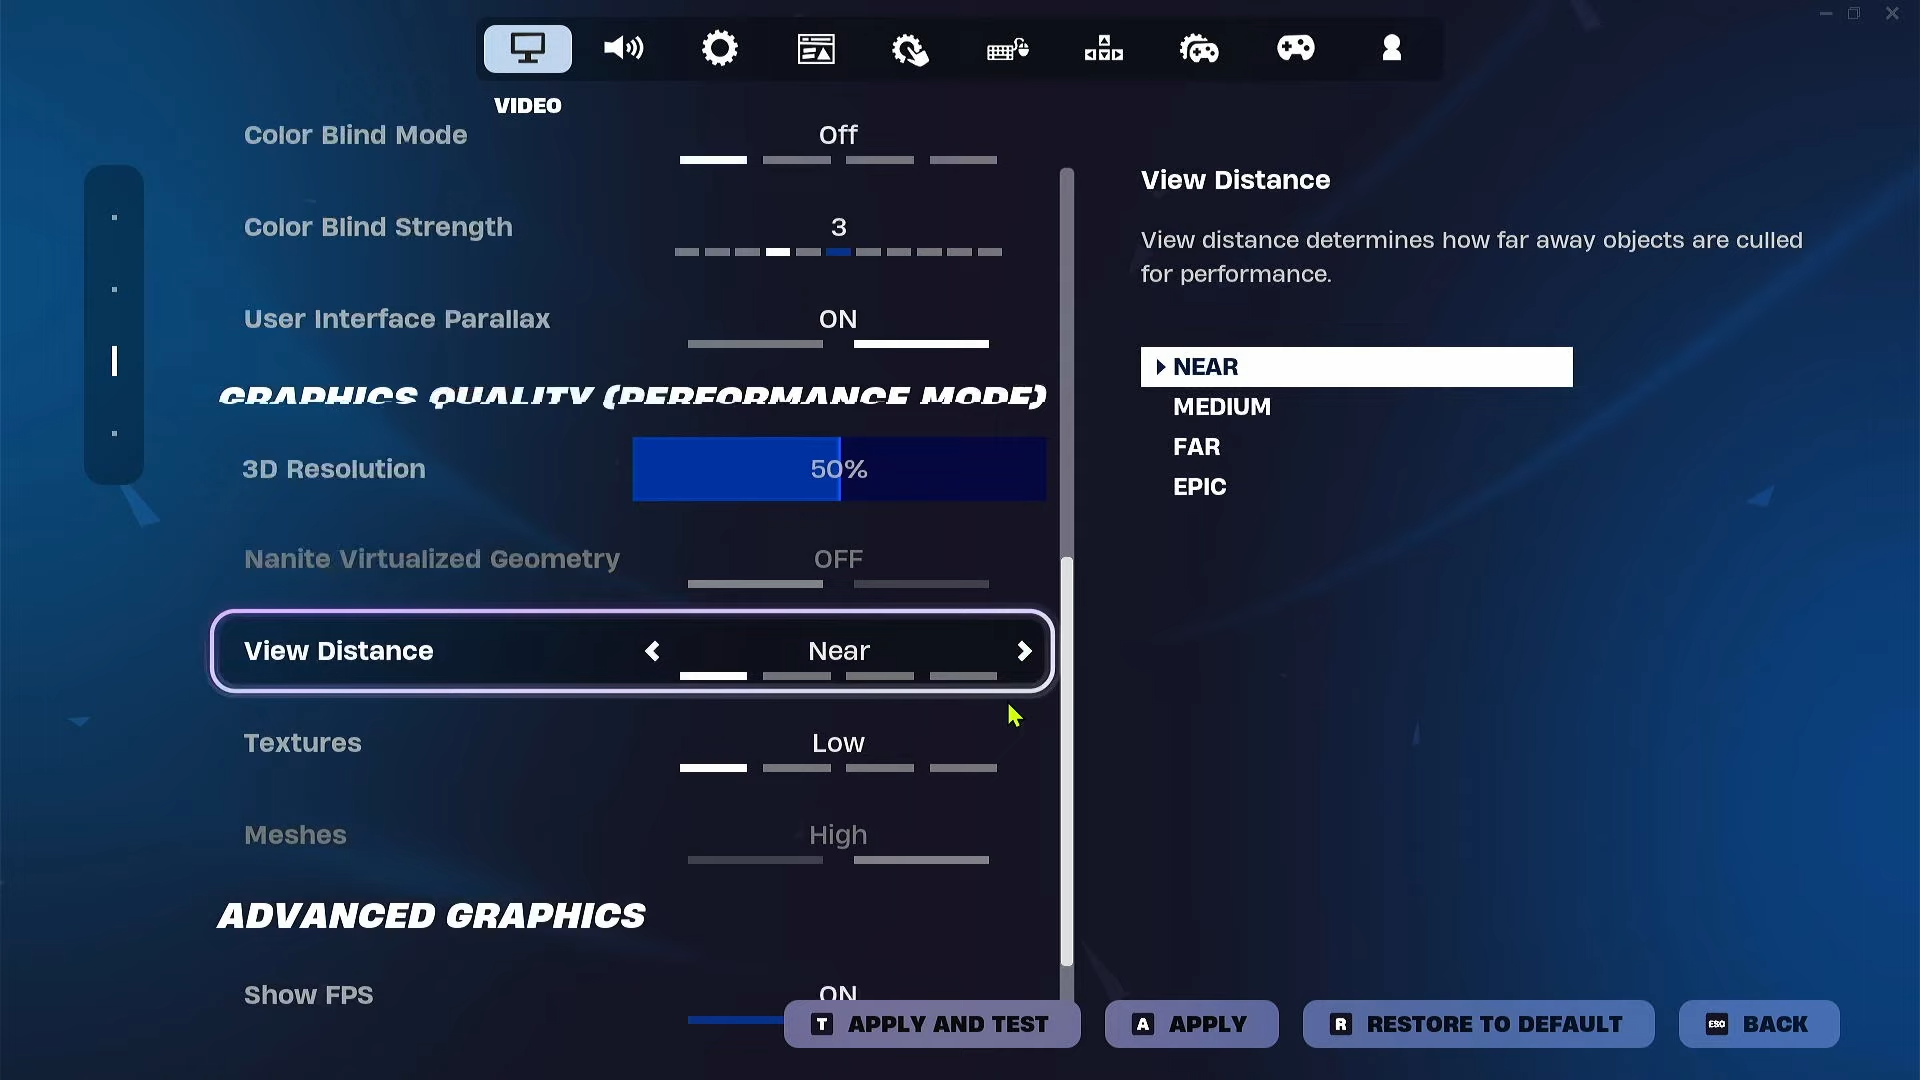 VIDEO
Color Blind Mode
Off
Color Blind Strength
3
User Interface Parallax
ON
GRAPHICS QUALITY (PERFORMANCE MODE)
3D Resolution
50%
Nanite Virtualized Geometry
OFF
View Distance
Near
Textures
Low
Meshes
High
ADVANCED GRAPHICS
Show FPS
ON
View Distance
View distance determines how far away objects are culled
for performance.
NEAR
MEDIUM
FAR
EPIC
T APPLY AND TEST
A APPLY
R RESTORE TO DEFAULT
ESC BACK